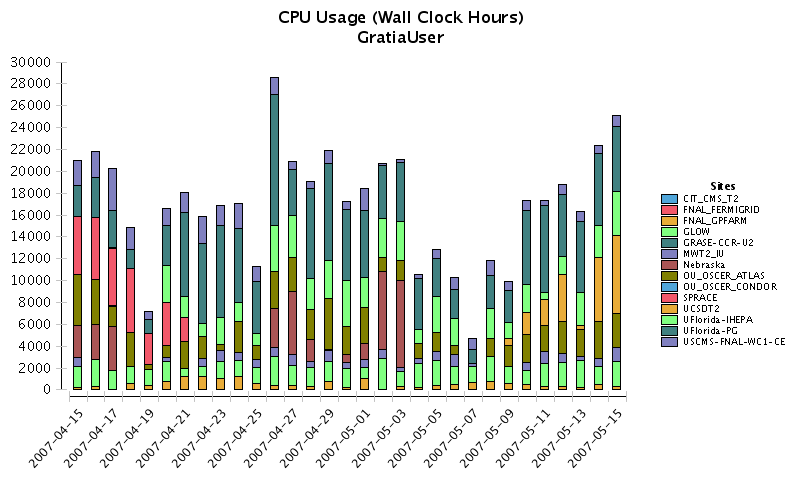 CPU Usage (Wall Clock Hours)
GratiaUser
30000
28000
26000
24000
22000
20000
18000
16000
14000
12000
10000
8000
6000
4000
2000
0
2007-04-15
2007-04-17
2007-04-19
2007-04-21
2007-04-23
2007-04-25
2007-04-27
2007-04-29
2007-05-01
2007-05-03
2007-05-05
2007-05-07
2007-05-09
2007-05-11
2007-05-13
2007-05-15
Sites
CIT_CMS_T2
FNAL_FERMIGRID
FNAL_GPFARM
GLOW
GRASE-CCR-U2
MWT2_IU
Nebraska
OU_OSCER_ATLAS
OU_OSCER_CONDOR
SPRACE
UCSDT2
UFlorida-IHEPA
UFlorida-PG
USCMS-FNAL-WC1-CE